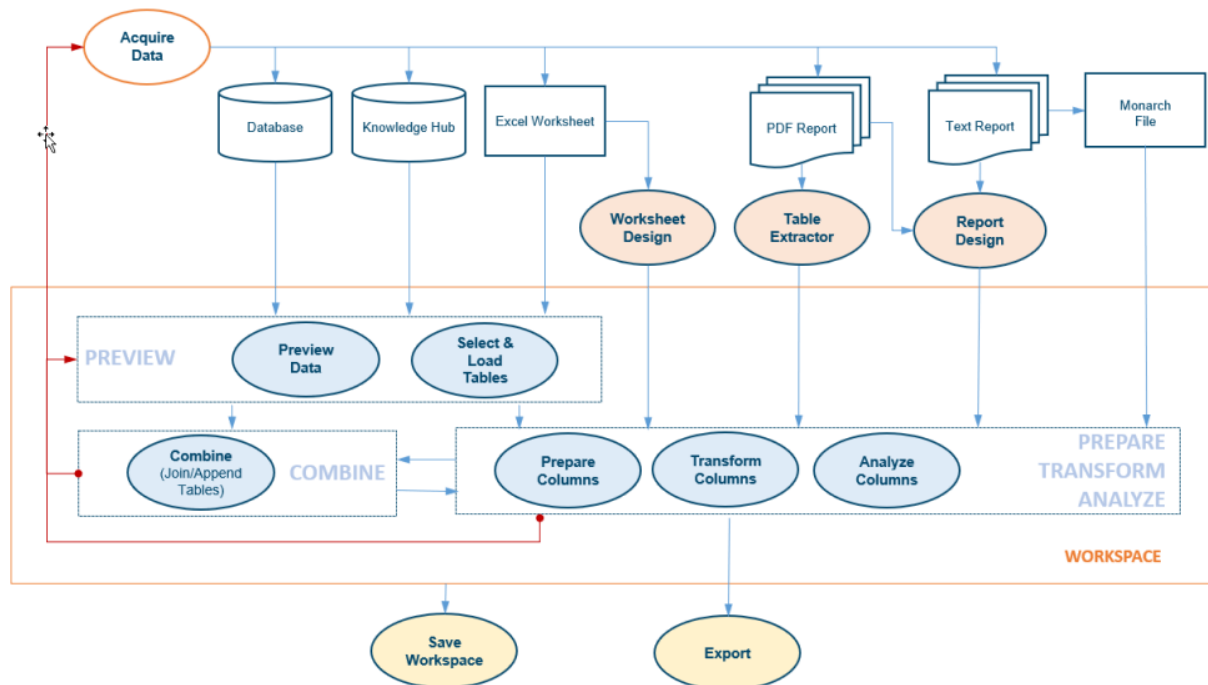 Acquire
Data
Database
Knowledge Hub
Excel Worksheet
PDF Report
Text Report
Monarch
File
Worksheet
Design
Table
Extractor
Report
Design
PREVIEW
Preview
Data
Select &
Load
Tables
Combine
(Join/Append
Tables)
COMBINE
Prepare
Columns
Transform
Columns
Analyze
Columns
PREPARE
TRANSFORM
ANALYZE
WORKSPACE
Save
Workspace
Export